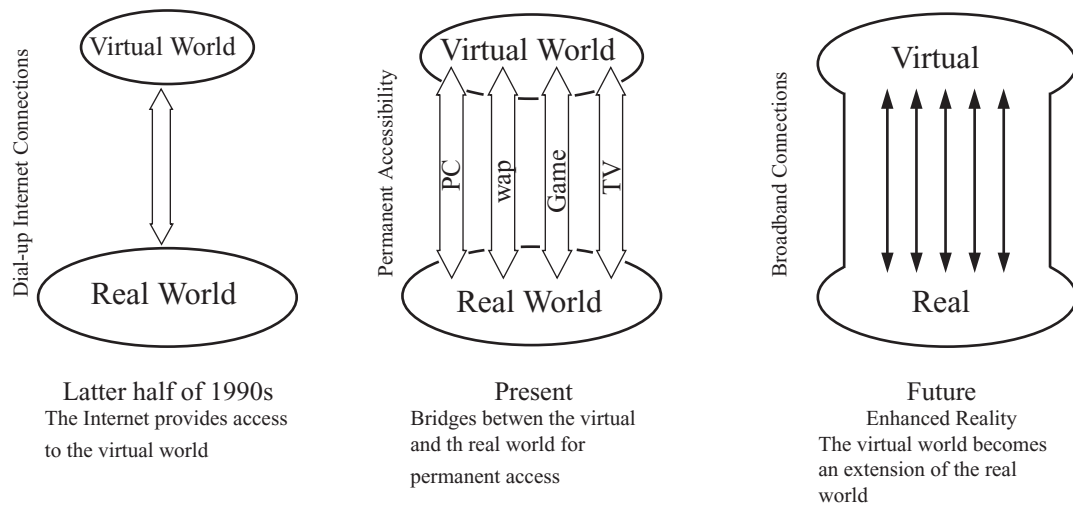 Dial-up Internet Connections
Virtual World
Real World
Latter half of 1990s
The Internet provides access
to the virtual world
Permanent Accessibility
Virtual World
PC
wap
Game
TV
Real World
Present
Bridges betwen the virtual
and th real world for
permanent access
Broadband Connections
Virtual
Real
Future
Enhanced Reality
The virtual world becomes
an extension of the real
world